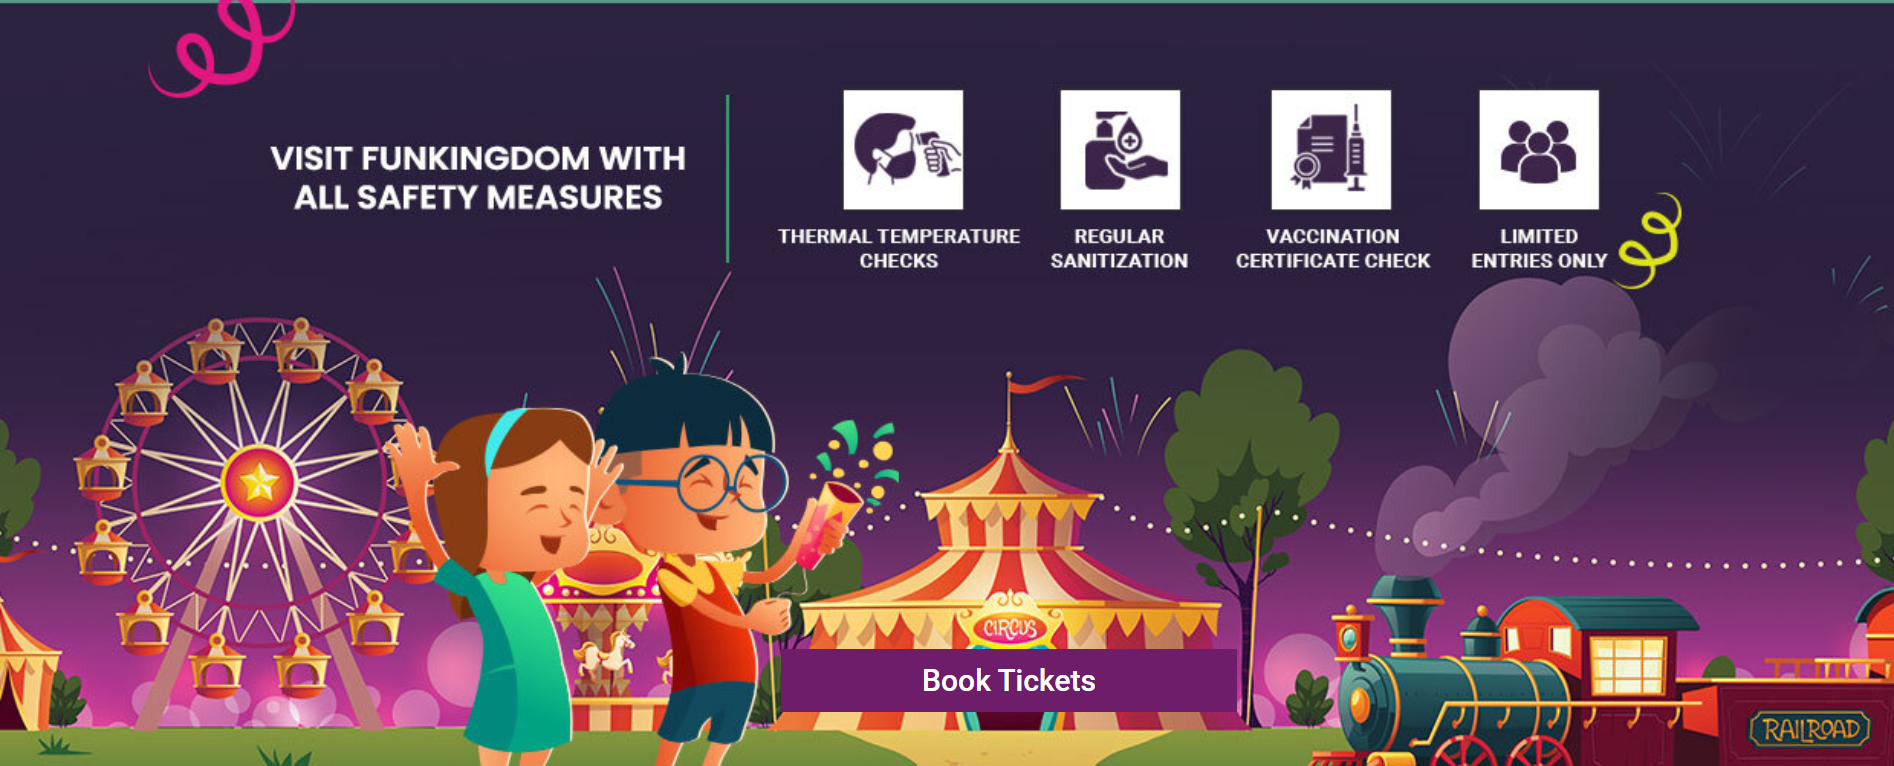 VISIT FUNKINGDOM WITH
ALL SAFETY MEASURES
THERMAL TEMPERATURE
CHECKS
REGULAR
SANITIZATION
VACCINATION
CERTIFICATE CHECK
LIMITED
ENTRIES ONLY
CIRCUS
Book Tickets
RAILROAD